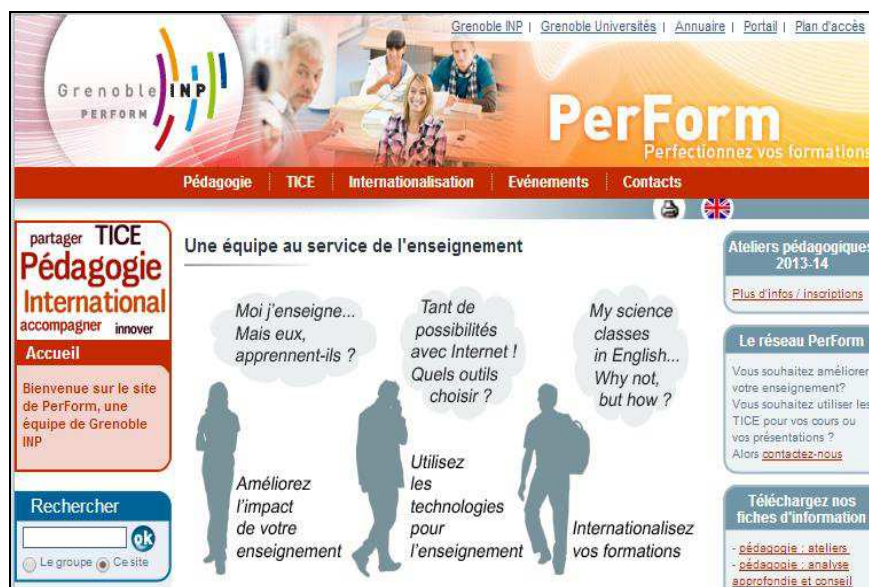 Grenoble INP | Grenoble Universités | Annuaire | Portail | Plan d'accès
Grenoble INP
PERFORM
PerForm
Perfectionnez vos formations
Pédagogie
TICE
Internationalisation
Evénements
Contacts
partager TICE
Pédagogie
International
accompagner innover
Accueil
Bienvenue sur le site
de PerForm, une
équipe de Grenoble
INP
Rechercher
ok
Le groupe Ce site
Une équipe au service de l'enseignement
Moi j'enseigne...
Mais eux,
apprennent-ils ?
Tant de
possibilités
avec Internet !
Quels outils
choisir ?
My science
classes
in English...
Why not,
but how ?
Améliorez
l'impact
de votre
enseignement
Utilisez
les
technologies
pour
l'enseignement
Internationalisez
vos formations
Ateliers pédagogiques
2013-14
Plus d'infos / inscriptions
Le réseau PerForm
Vous souhaitez améliorer
votre enseignement?
Vous souhaitez utiliser les
TICE pour vos cours ou
vos présentations ?
Alors contactez-nous
Téléchargez nos
fiches d'information
- pédagogie : ateliers
- pédagogie : analyse
approfondie et conseil